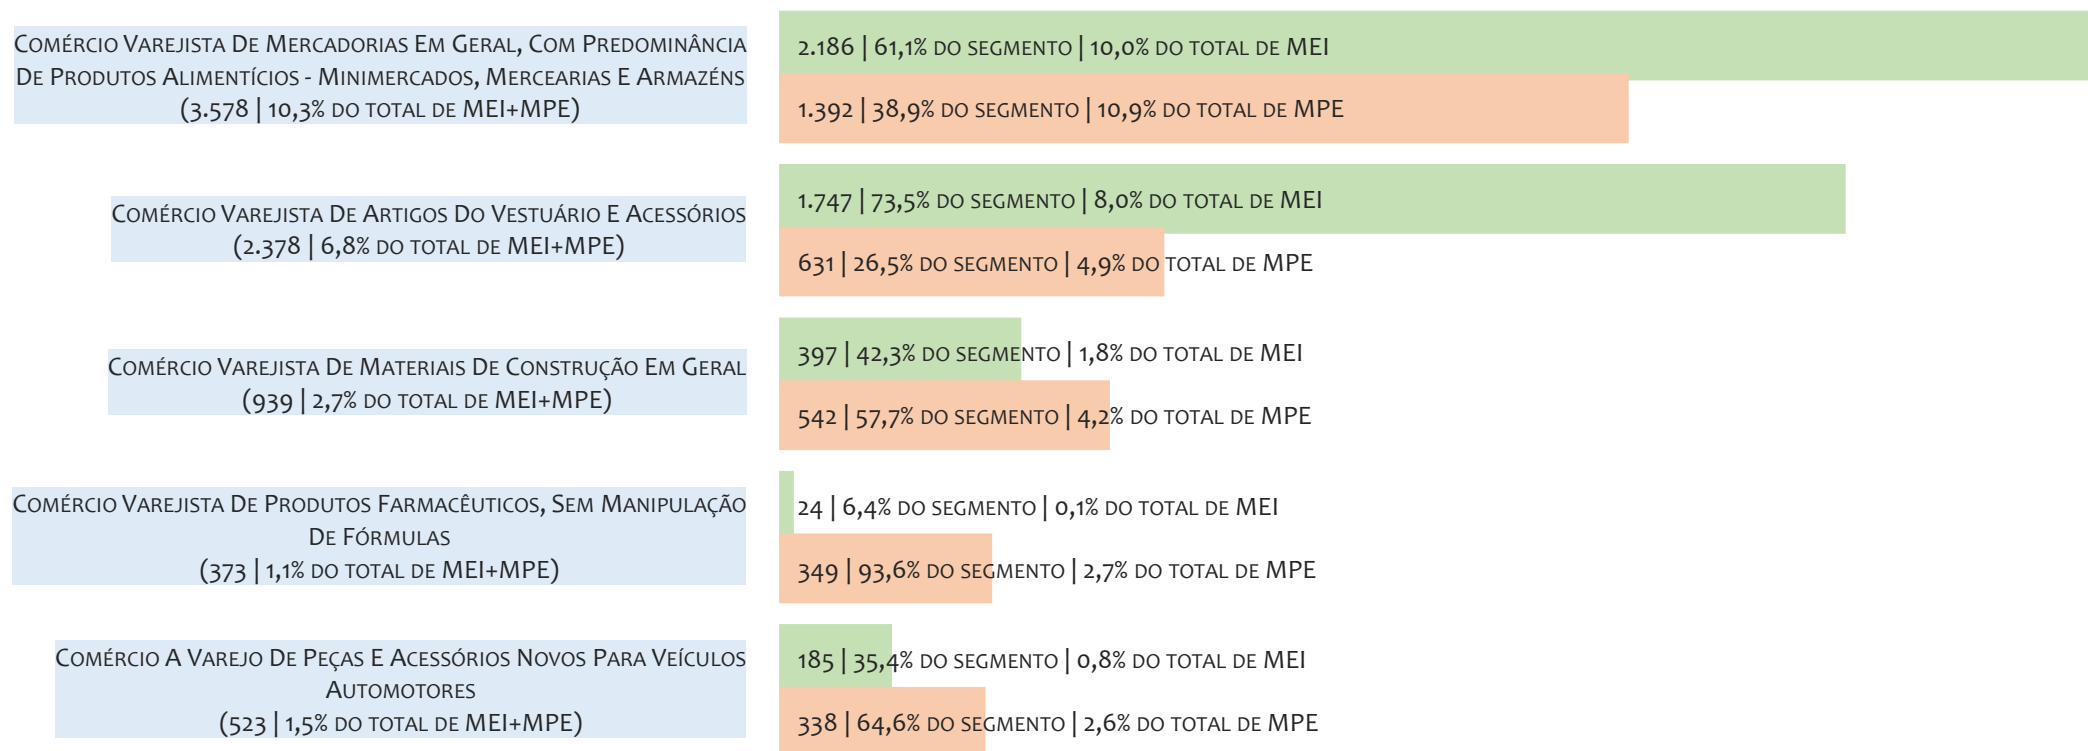 Comércio Varejista De Mercadorias Em Geral, Com Predominância
De Produtos Alimentícios - Minimercados, Mercearias E Armazéns
(3.578 | 10,3% do total de MEI+MPE)
2.186 | 61,1% do segmento | 10,0% do total de MEI
1.392 | 38,9% do segmento | 10,9% do total de MPE
Comércio Varejista De Artigos Do Vestuário E Acessórios
(2.378 | 6,8% do total de MEI+MPE)
1.747 | 73,5% do segmento | 8,0% do total de MEI
631 | 26,5% do segmento | 4,9% do total de MPE
Comércio Varejista De Materiais De Construção Em Geral
(939 | 2,7% do total de MEI+MPE)
397 | 42,3% do segmento | 1,8% do total de MEI
542 | 57,7% do segmento | 4,2% do total de MPE
Comércio Varejista De Produtos Farmacêuticos, Sem Manipulação
De Fórmulas
(373 | 1,1% do total de MEI+MPE)
24 | 6,4% do segmento | 0,1% do total de MEI
349 | 93,6% do segmento | 2,7% do total de MPE
Comércio A Varejo De Peças E Acessórios Novos Para Veículos
Automotores
(523 | 1,5% do total de MEI+MPE)
185 | 35,4% do segmento | 0,8% do total de MEI
338 | 64,6% do segmento | 2,6% do total de MPE